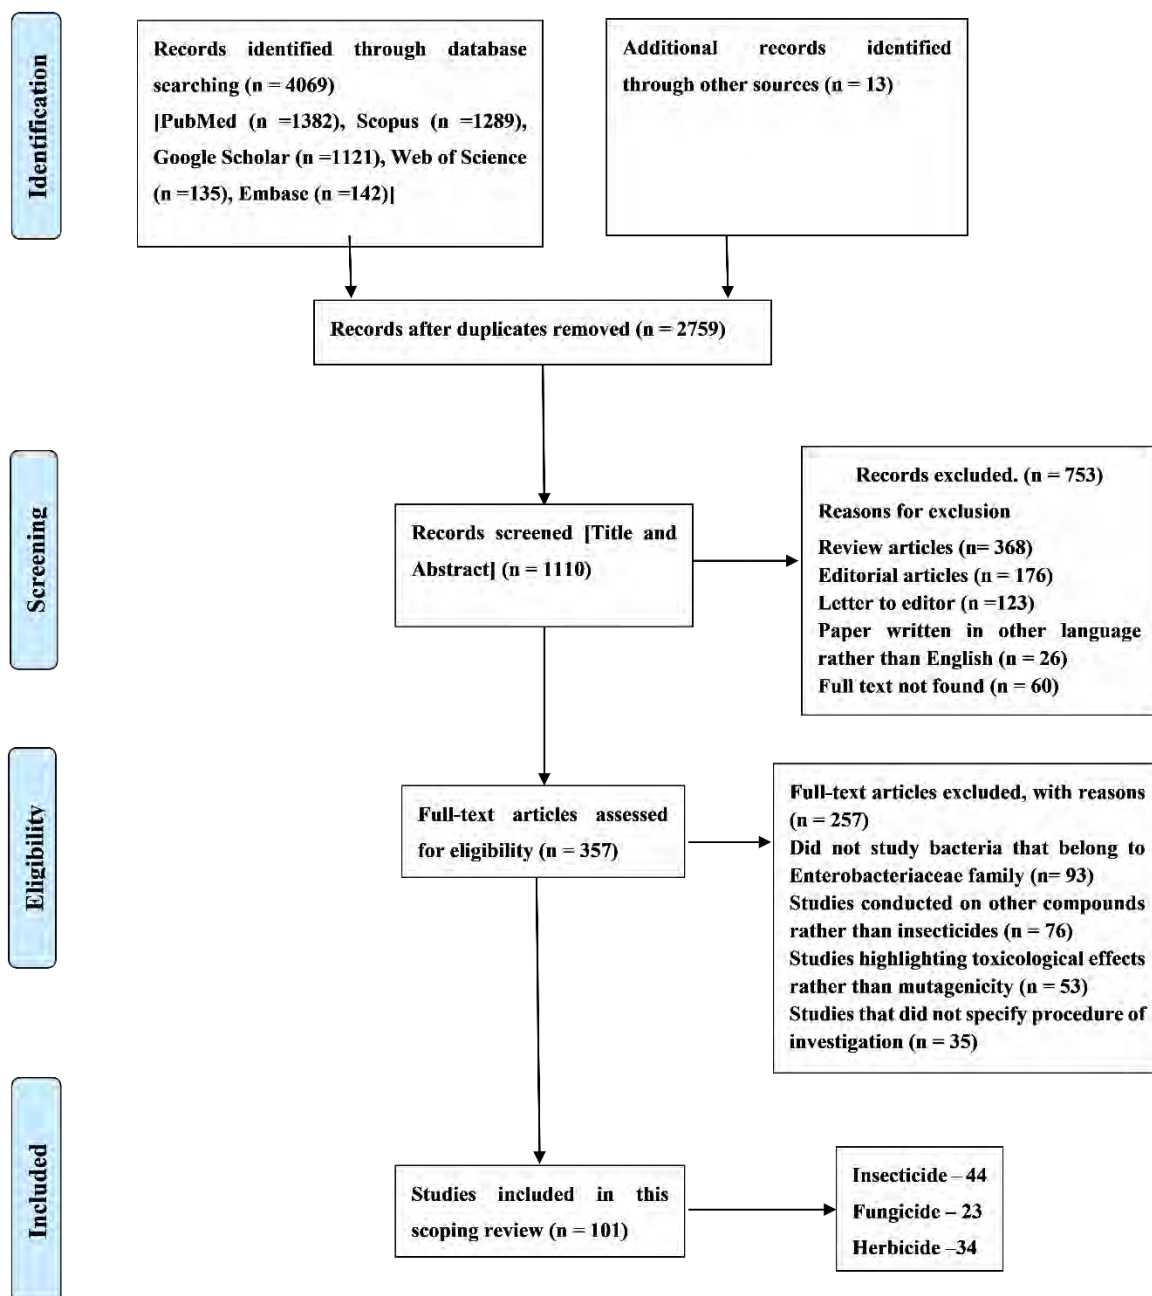 Identification
Records identified through database
searching (n = 4069)
[PubMed (n =1382), Scopus (n =1289),
Google Scholar (n =1121), Web of Science
(n =135), Embase (n =142)]
Additional records identified
through other sources (n = 13)
Records after duplicates removed (n = 2759)
Screening
Records screened [Title and
Abstract] (n = 1110)
Records excluded. (n = 753)
Reasons for exclusion
Review articles (n= 368)
Editorial articles (n = 176)
Letter to editor (n =123)
Paper written in other language
rather than English (n = 26)
Full text not found (n = 60)
Eligibility
Full-text articles assessed
for eligibility (n = 357)
Full-text articles excluded, with reasons
(n = 257)
Did not study bacteria that belong to
Enterobacteriaceae family (n= 93)
Studies conducted on other compounds
rather than insecticides (n = 76)
Studies highlighting toxicological effects
rather than mutagenicity (n = 53)
Studies that did not specify procedure of
investigation (n = 35)
Included
Studies included in this
scoping review (n = 101)
Insecticide – 44
Fungicide – 23
Herbicide –34